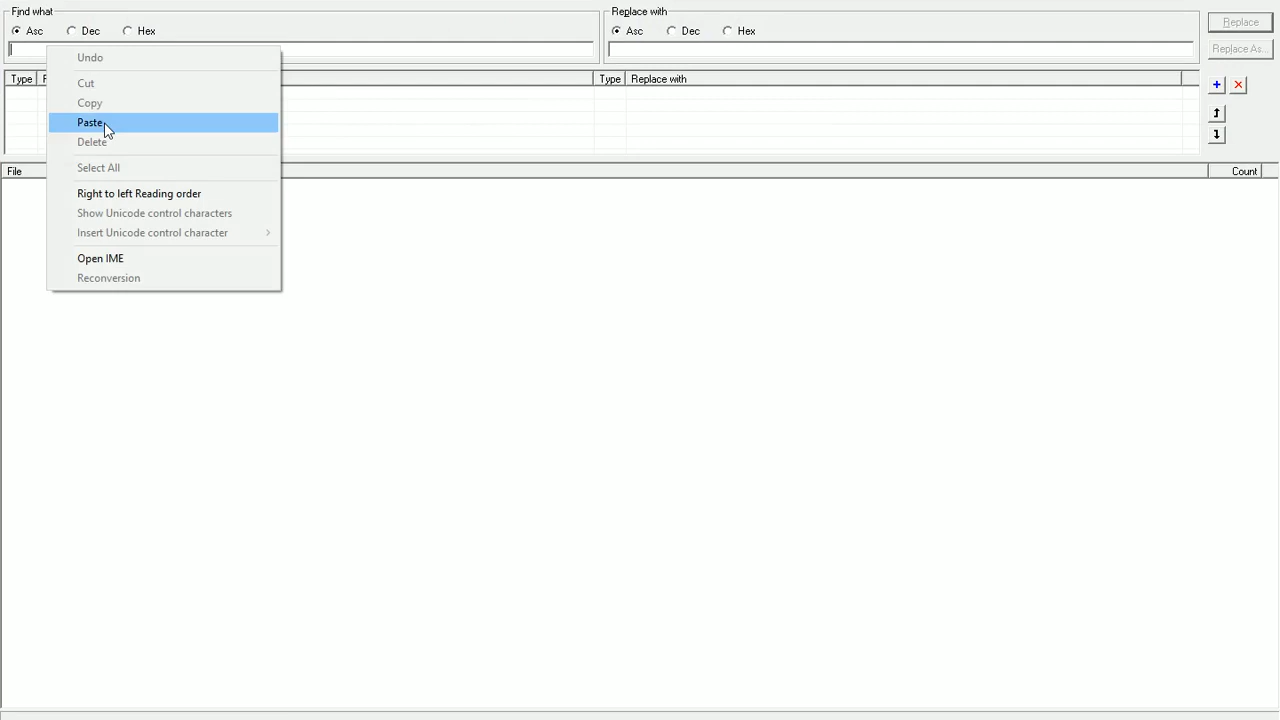 Find what
Replace with
Asc Dec Hex
Asc Dec Hex
Replace
Replace As...
Type
Type Replace with
Undo
Cut
Copy
Paste
Delete
Select All
Right to left Reading order
Show Unicode control characters
Insert Unicode control character
Open IME
Reconversion
File
Count